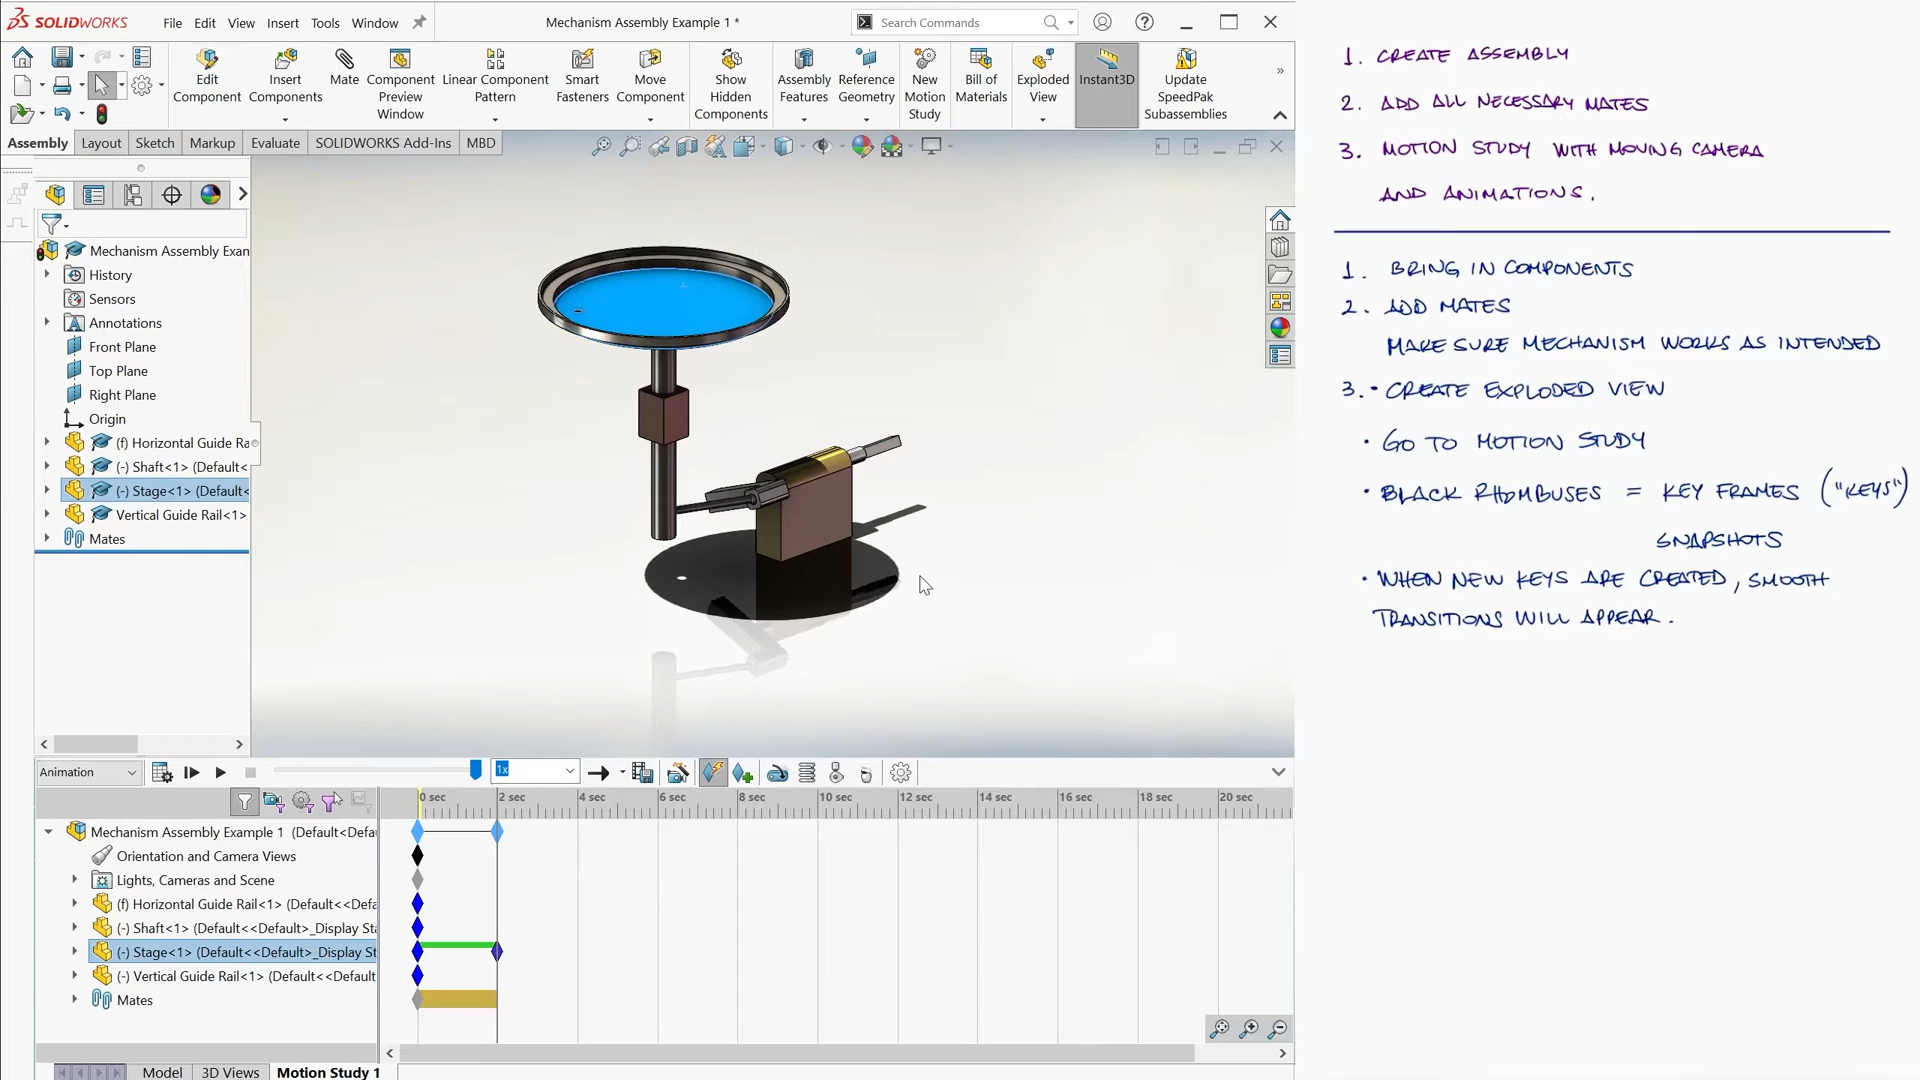 SOLIDWORKS File Edit View Insert Tools Window Mechanism Assembly Example 1 * Search Commands
Edit Component
Insert Components
Mate
Component Preview Window
Linear Component Pattern
Smart Fasteners
Move Component
Show Hidden Components
Assembly Features
Reference Geometry
New Motion Study
Bill of Materials
Exploded View
Instant3D
Update SpeedPak Subassemblies
Assembly Layout Sketch Markup Evaluate SOLIDWORKS Add-Ins MBD
Mechanism Assembly Exam
History
Sensors
Annotations
Front Plane
Top Plane
Right Plane
Origin
(f) Horizontal Guide Ra
(-) Shaft<1> (Default<
(-) Stage<1> (Default<
Vertical Guide Rail<1>
Mates
Animation 1x
0 sec 2 sec 4 sec 6 sec 8 sec 10 sec 12 sec 14 sec 16 sec 18 sec 20 sec
Mechanism Assembly Example 1 (Default<Defau
Orientation and Camera Views
Lights, Cameras and Scene
(f) Horizontal Guide Rail<1> (Default<<Defa
(-) Shaft<1> (Default<<Default>_Display Sta
(-) Stage<1> (Default<<Default>_Display St
(-) Vertical Guide Rail<1> (Default<<Default
Mates
Model 3D Views Motion Study 1
1. CREATE ASSEMBLY
2. ADD ALL NECESSARY MATES
3. MOTION STUDY WITH MOVING CAMERA
AND ANIMATIONS.
1. BRING IN COMPONENTS
2. ADD MATES
MAKE SURE MECHANISM WORKS AS INTENDED
3. • CREATE EXPLODED VIEW
• GO TO MOTION STUDY
• BLACK RHOMBUSES = KEY FRAMES ("KEYS")
SNAPSHOTS
• WHEN NEW KEYS ARE CREATED, SMOOTH
TRANSITIONS WILL APPEAR.